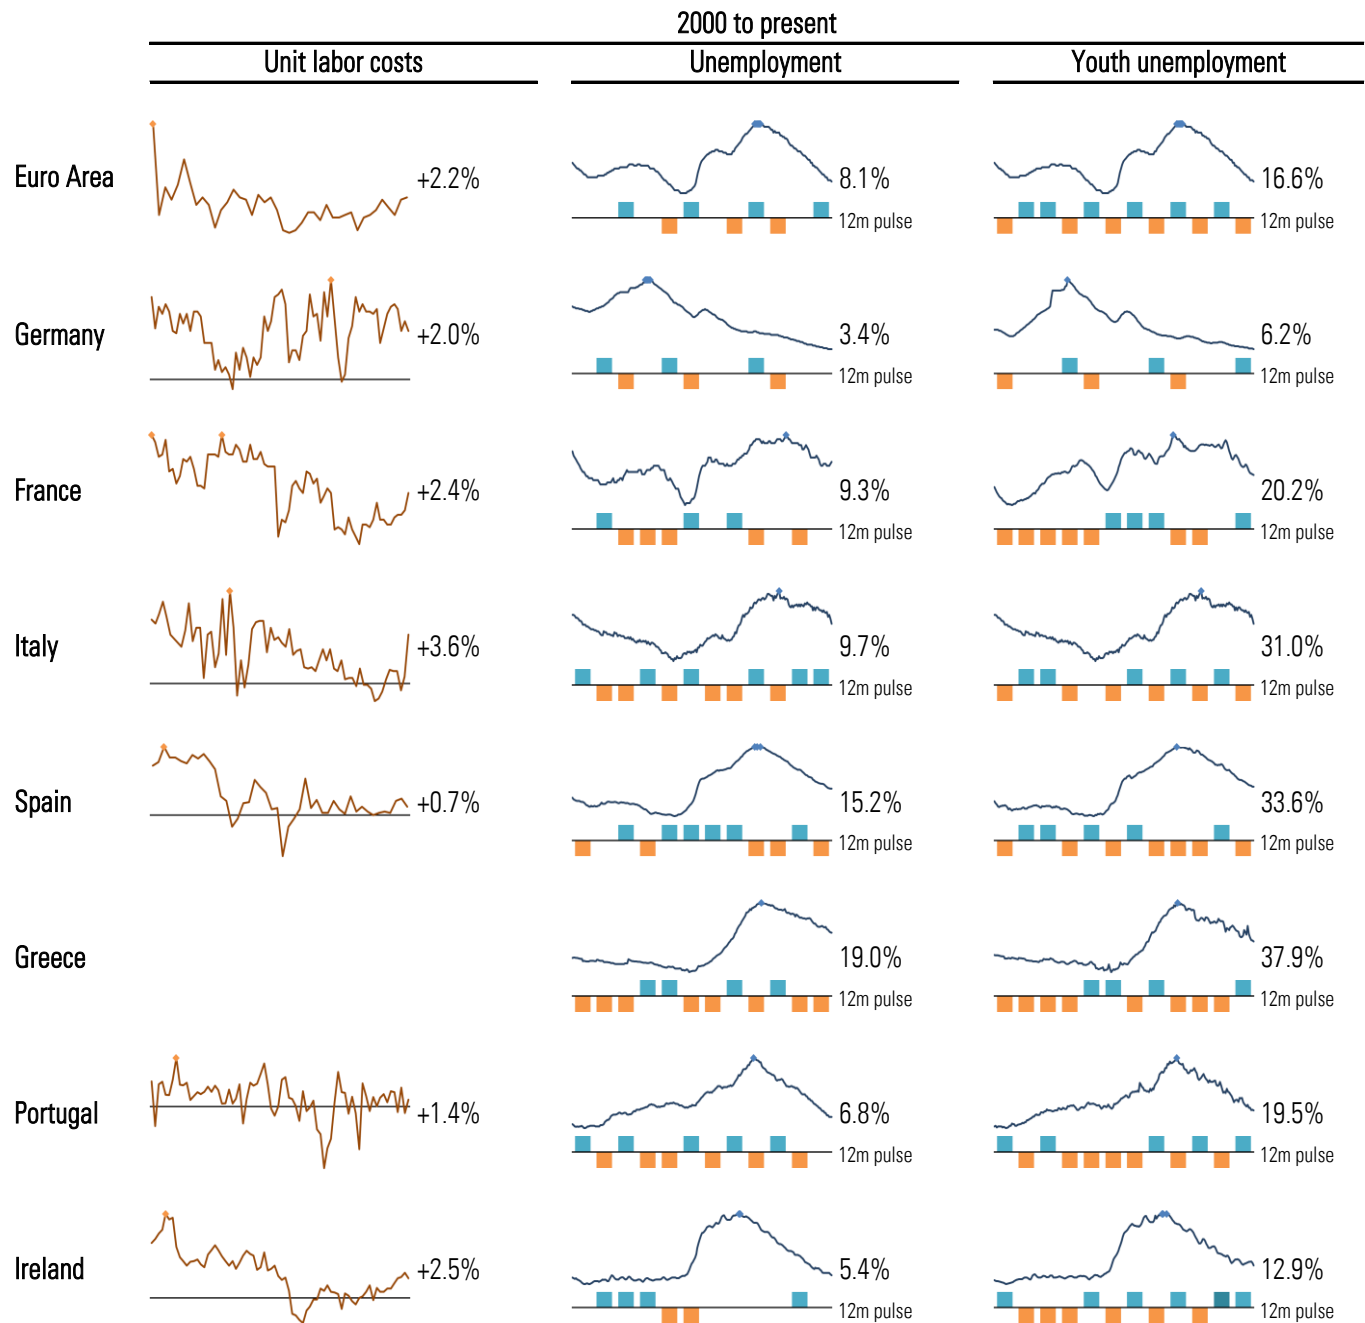 2000 to present
Unit labor costs Unemployment Youth unemployment
Euro Area +2.2% 8.1% 16.6%
12m pulse 12m pulse
Germany +2.0% 3.4% 6.2%
12m pulse 12m pulse
France +2.4% 9.3% 20.2%
12m pulse 12m pulse
Italy +3.6% 9.7% 31.0%
12m pulse 12m pulse
Spain +0.7% 15.2% 33.6%
12m pulse 12m pulse
Greece 19.0% 37.9%
12m pulse 12m pulse
Portugal +1.4% 6.8% 19.5%
12m pulse 12m pulse
Ireland +2.5% 5.4% 12.9%
12m pulse 12m pulse